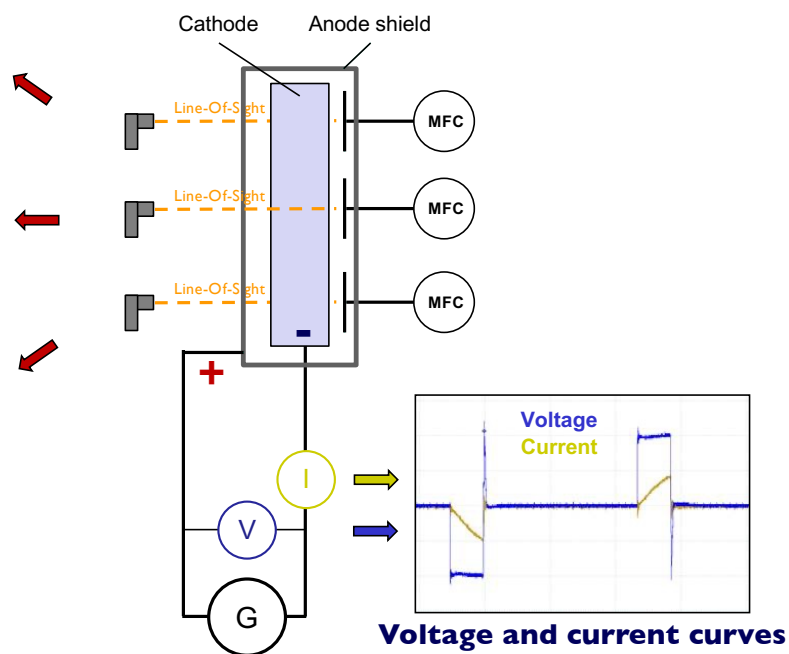 Cathode
Anode shield
Line-Of-Sight
MFC
Line-Of-Sight
MFC
Line-Of-Sight
MFC
+
Voltage
Current
I
V
G
Voltage and current curves